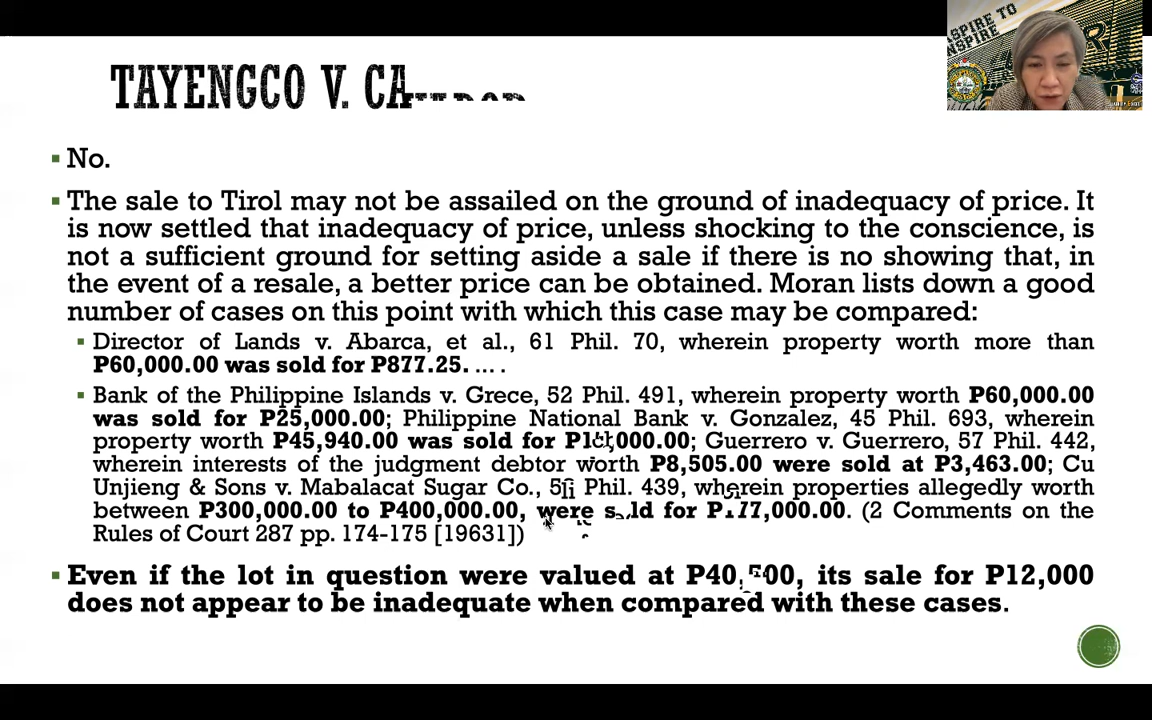 SPIRE TO
NSPIRE
TAYENGCO V. CA
No.
The sale to Tirol may not be assailed on the ground of inadequacy of price. It
is now settled that inadequacy of price, unless shocking to the conscience, is
not a sufficient ground for setting aside a sale if there is no showing that, in
the event of a resale, a better price can be obtained. Moran lists down a good
number of cases on this point with which this case may be compared:
Director of Lands v. Abarca, et al., 61 Phil. 70, wherein property worth more than
P60,000.00 was sold for P877.25. ... .
Bank of the Philippine Islands v. Grece, 52 Phil. 491, wherein property worth P60,000.00
was sold for P25,000.00; Philippine National Bank v. Gonzalez, 45 Phil. 693, wherein
property worth P45,940.00 was sold for ; Guerrero v. Guerrero, 57 Phil. 442,
wherein interests of the judgment debtor worth P8,505.00 were sold at P3,463.00; Cu
Unjieng & Sons v. Mabalacat Sugar Co., Phil. 439, wherein properties allegedly worth
between P300,000.00 to P400,000.00, were sold for P177,000.00. (2 Comments on the
Rules of Court 287 pp. 174-175 [19631])
Even if the lot in question were valued at P40,500, its sale for P12,000
does not appear to be inadequate when compared with these cases.